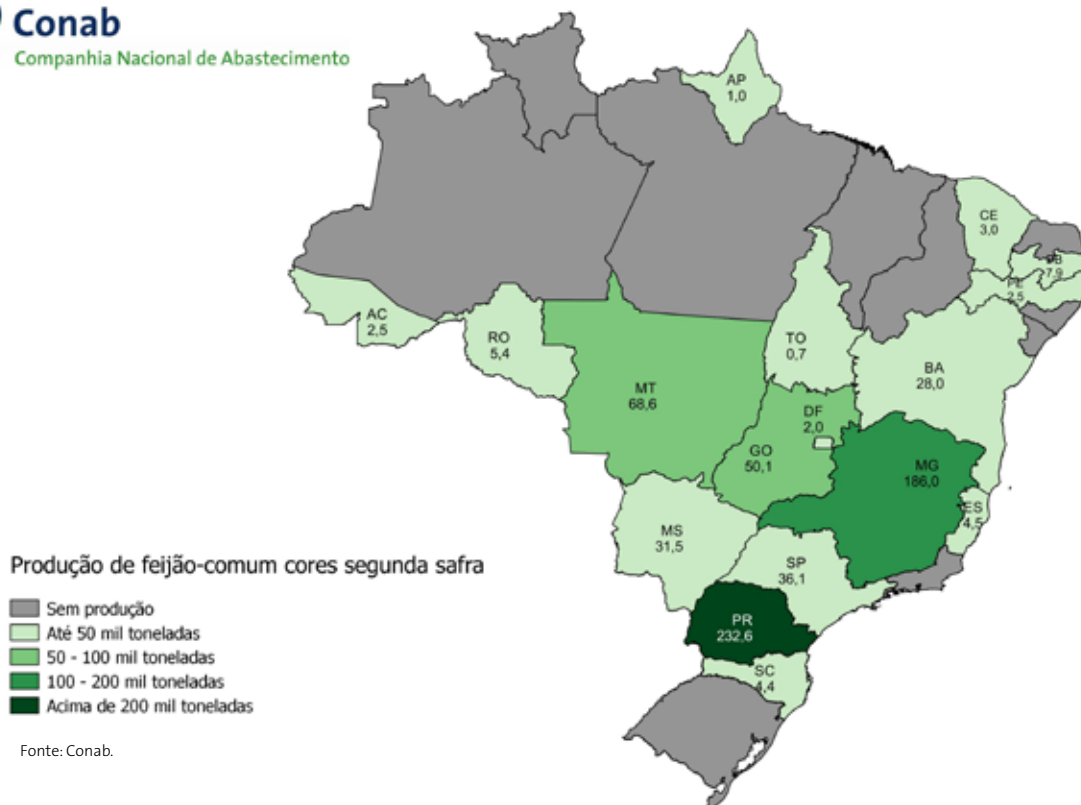 Conab
Companhia Nacional de Abastecimento
AP
1,0
CE
3,0
PB
7,9
PE
2,5
AC
2,5
RO
5,4
TO
0,7
BA
28,0
MT
68,6
DF
2,0
GO
50,1
MG
186,0
ES
4,5
MS
31,5
SP
36,1
PR
232,6
SC
4,4
Produção de feijão-comum cores segunda safra
Sem produção
Até 50 mil toneladas
50 - 100 mil toneladas
100 - 200 mil toneladas
Acima de 200 mil toneladas
Fonte: Conab.